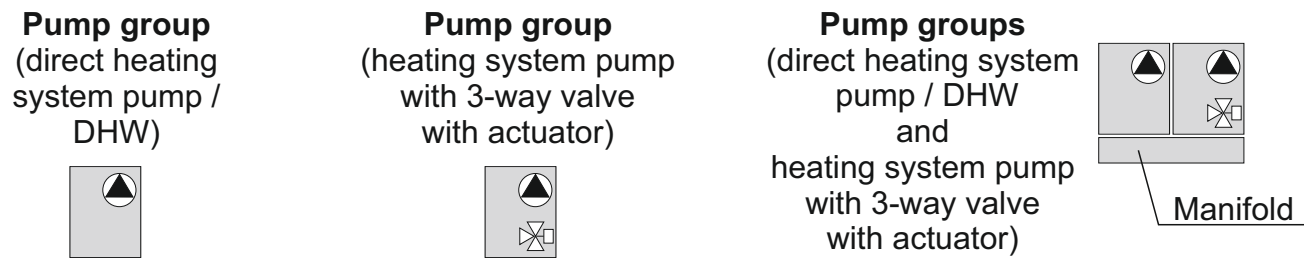 Pump group
(direct heating
system pump /
DHW)
Pump group
(heating system pump
with 3-way valve
with actuator)
Pump groups
(direct heating system
pump / DHW
and
heating system pump
with 3-way valve
with actuator)
Manifold